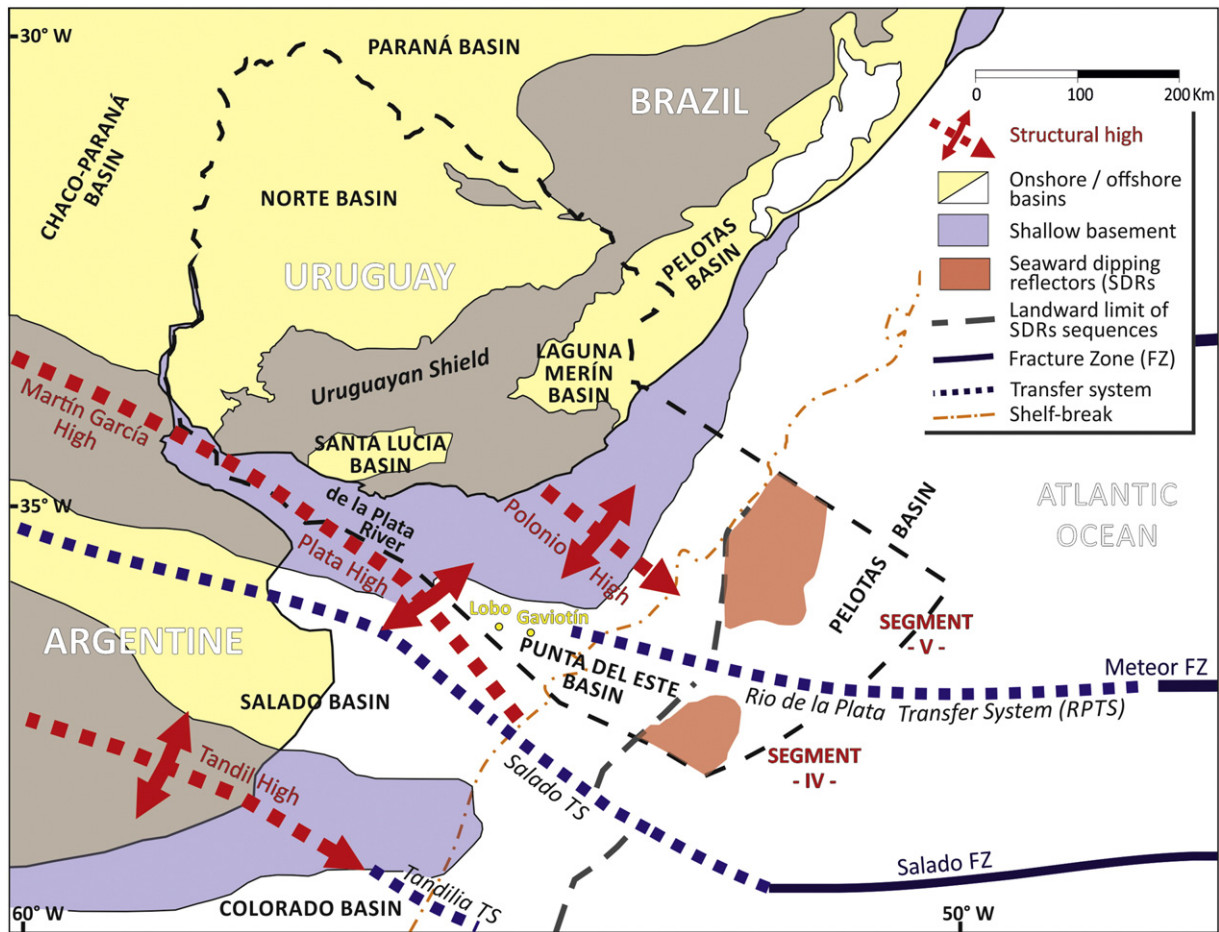 30° W
PARANÁ BASIN
BRAZIL
CHACO-PARANÁ
BASIN
NORTE BASIN
URUGUAY
PELOTAS
BASIN
Uruguayan Shield
LAGUNA
MERÍN
BASIN
Martín García
High
SANTA LUCIA
BASIN
de la Plata
River
35° W
Plata High
Polonio
High
Lobo
Gaviotín
PUNTA DEL ESTE
BASIN
PELOTAS BASIN
ATLANTIC
OCEAN
SEGMENT
- V -
ARGENTINE
SALADO BASIN
Meteor FZ
Rio de la Plata Transfer System (RPTS)
SEGMENT
- IV -
Tandil High
Salado TS
Salado FZ
Tandilia TS
COLORADO BASIN
60° W
50° W
0 100 200 Km
Structural high
Onshore / offshore
basins
Shallow basement
Seaward dipping
reflectors (SDRs
Landward limit of
SDRs sequences
Fracture Zone (FZ)
Transfer system
Shelf-break